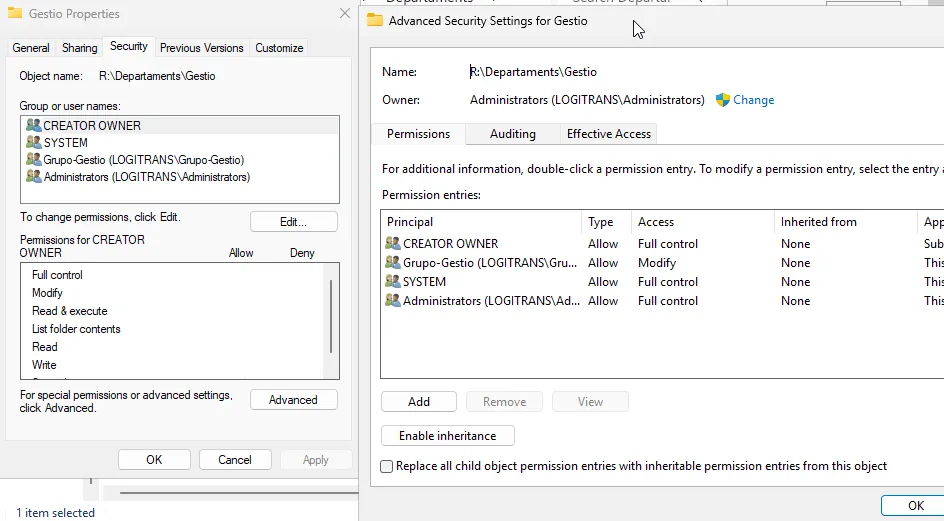 Gestio Properties
General Sharing Security Previous Versions Customize
Object name: R:\Departaments\Gestio
Group or user names:
CREATOR OWNER
SYSTEM
Grupo-Gestio (LOGITRANS\Grupo-Gestio)
Administrators (LOGITRANS\Administrators)
To change permissions, click Edit.
Edit...
Permissions for CREATOR
OWNER Allow Deny
Full control
Modify
Read & execute
List folder contents
Read
Write
For special permissions or advanced settings,
click Advanced.
Advanced
OK Cancel Apply
1 item selected
Advanced Security Settings for Gestio
Name: R:\Departaments\Gestio
Owner: Administrators (LOGITRANS\Administrators) Change
Permissions Auditing Effective Access
For additional information, double-click a permission entry. To modify a permission entry, select the entry a
Permission entries:
Principal Type Access Inherited from App
CREATOR OWNER Allow Full control None Sub
Grupo-Gestio (LOGITRANS\Gru... Allow Modify None This
SYSTEM Allow Full control None This
Administrators (LOGITRANS\Ad... Allow Full control None This
Add Remove View
Enable inheritance
Replace all child object permission entries with inheritable permission entries from this object
OK